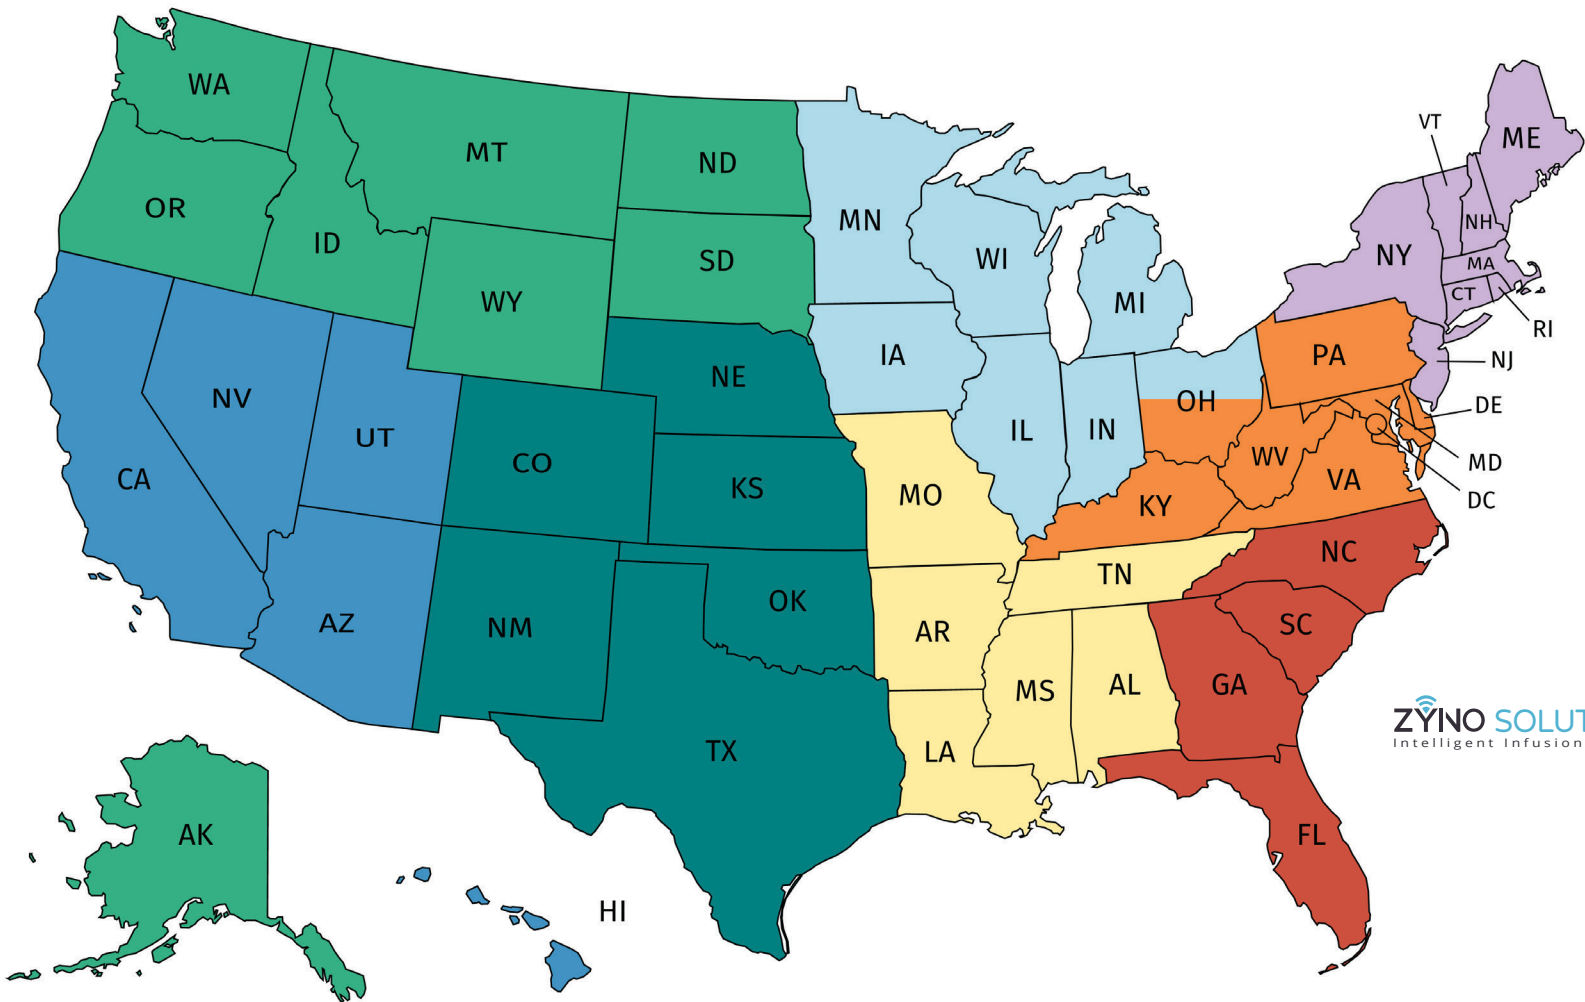 WA
MT
ND
OR
ID
SD
WY
MN
WI
MI
VT
ME
NH
NY
MA
CT
RI
NJ
PA
DE
MD
DC
IA
NE
NV
UT
CA
CO
KS
IL
IN
OH
WV
VA
KY
MO
NC
TN
AZ
NM
OK
AR
SC
MS
AL
GA
TX
LA
FL
AK
HI
ZYNO SOLUT
Intelligent Infusion